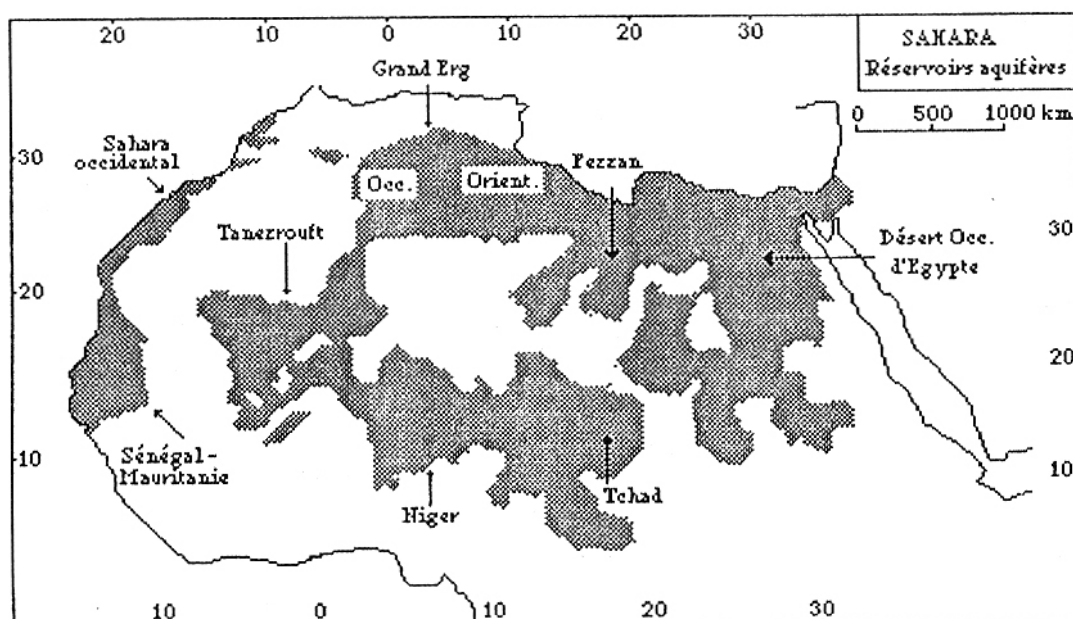 20 10 0 10 20 30
SAHARA
Réservoirs aquifères
0 500 1000 km
Grand Erg
Sahara
occidental
30
Occ.
Orient.
Fezzan
Tanezrouft
Désert Occ.
d'Egypte
30
20
20
Sénégal-
Mauritanie
10
Niger
Tchad
10
10 0 10 20 30